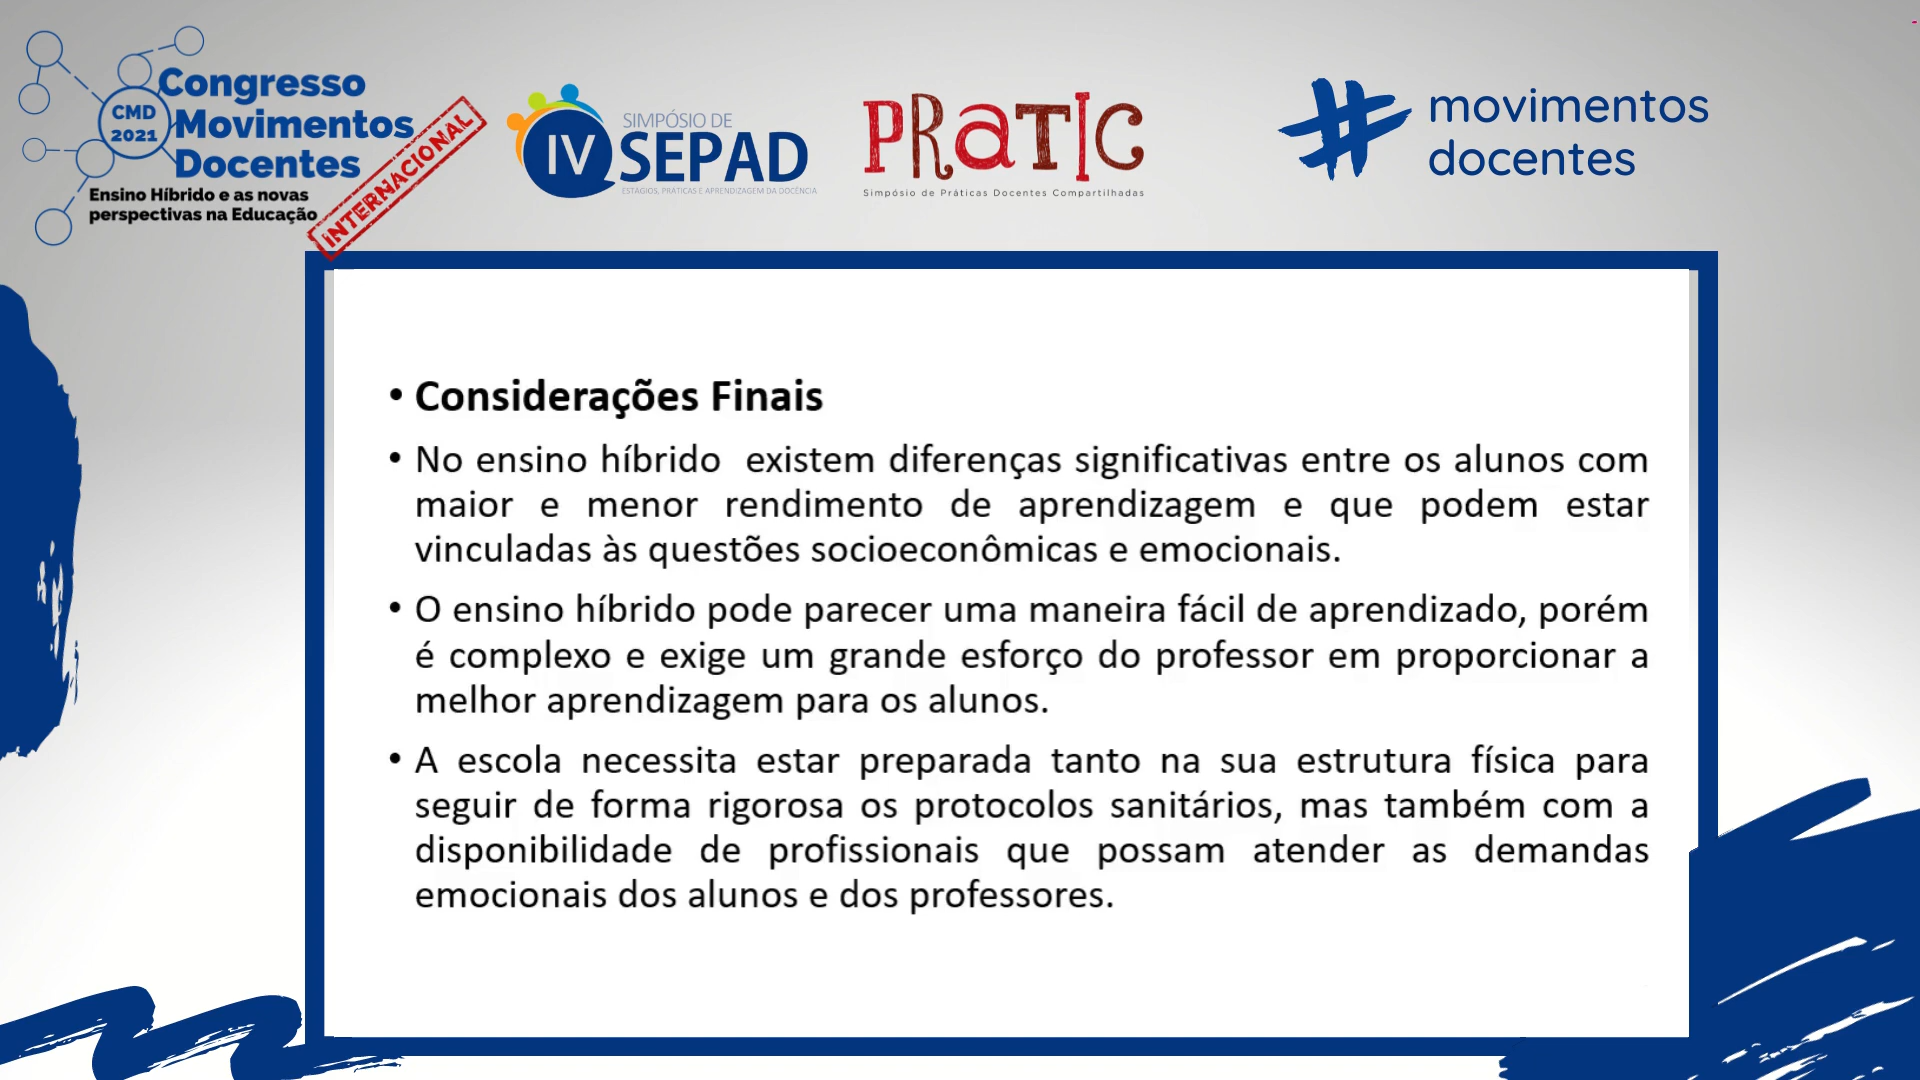 Congresso
CMD
2021
Movimentos
Docentes
Ensino Híbrido e as novas
perspectivas na Educação
INTERNACIONAL
SIMPÓSIO DE
IV SEPAD
ESTÁGIOS, PRÁTICAS E APRENDIZAGEM DA DOCÊNCIA
PRATIC
Simpósio de Práticas Docentes Compartilhadas
# movimentos
docentes
• Considerações Finais
• No ensino híbrido existem diferenças significativas entre os alunos com
maior e menor rendimento de aprendizagem e que podem estar
vinculadas às questões socioeconômicas e emocionais.
• O ensino híbrido pode parecer uma maneira fácil de aprendizado, porém
é complexo e exige um grande esforço do professor em proporcionar a
melhor aprendizagem para os alunos.
• A escola necessita estar preparada tanto na sua estrutura física para
seguir de forma rigorosa os protocolos sanitários, mas também com a
disponibilidade de profissionais que possam atender as demandas
emocionais dos alunos e dos professores.